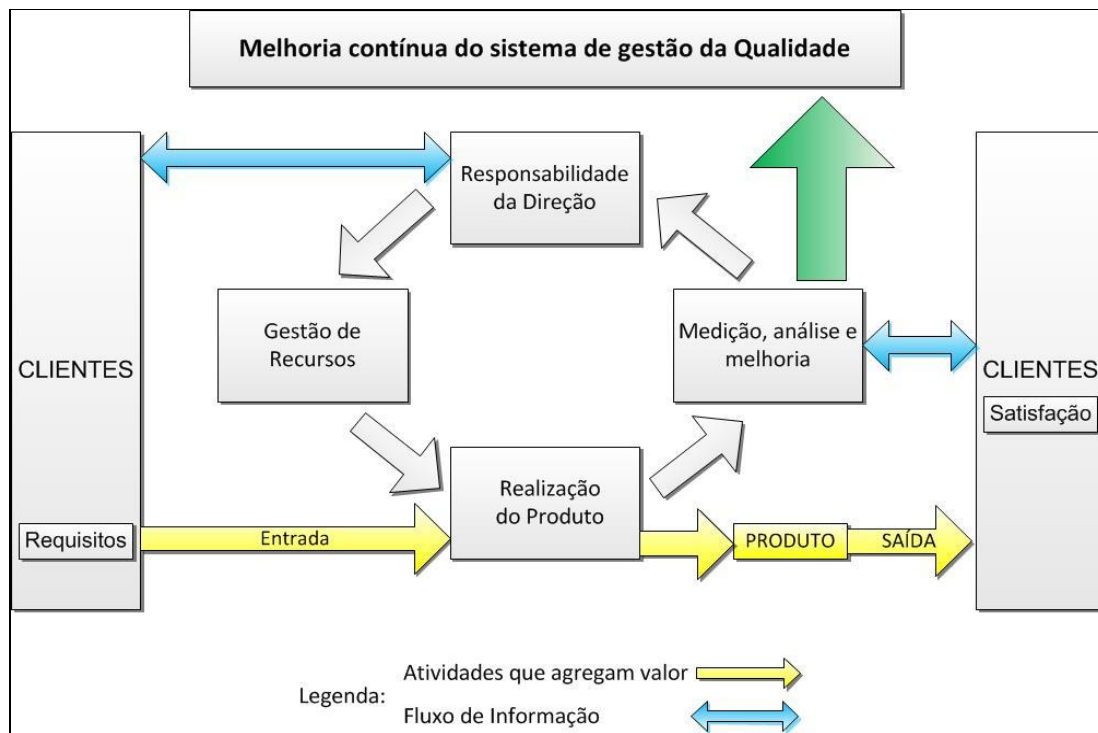 Melhoria contínua do sistema de gestão da Qualidade
Responsabilidade
da Direção
Gestão de
Recursos
Medição, análise e
melhoria
CLIENTES
CLIENTES
Satisfação
Realização
do Produto
Requisitos
Entrada
PRODUTO
SAÍDA
Atividades que agregam valor
Legenda:
Fluxo de Informação